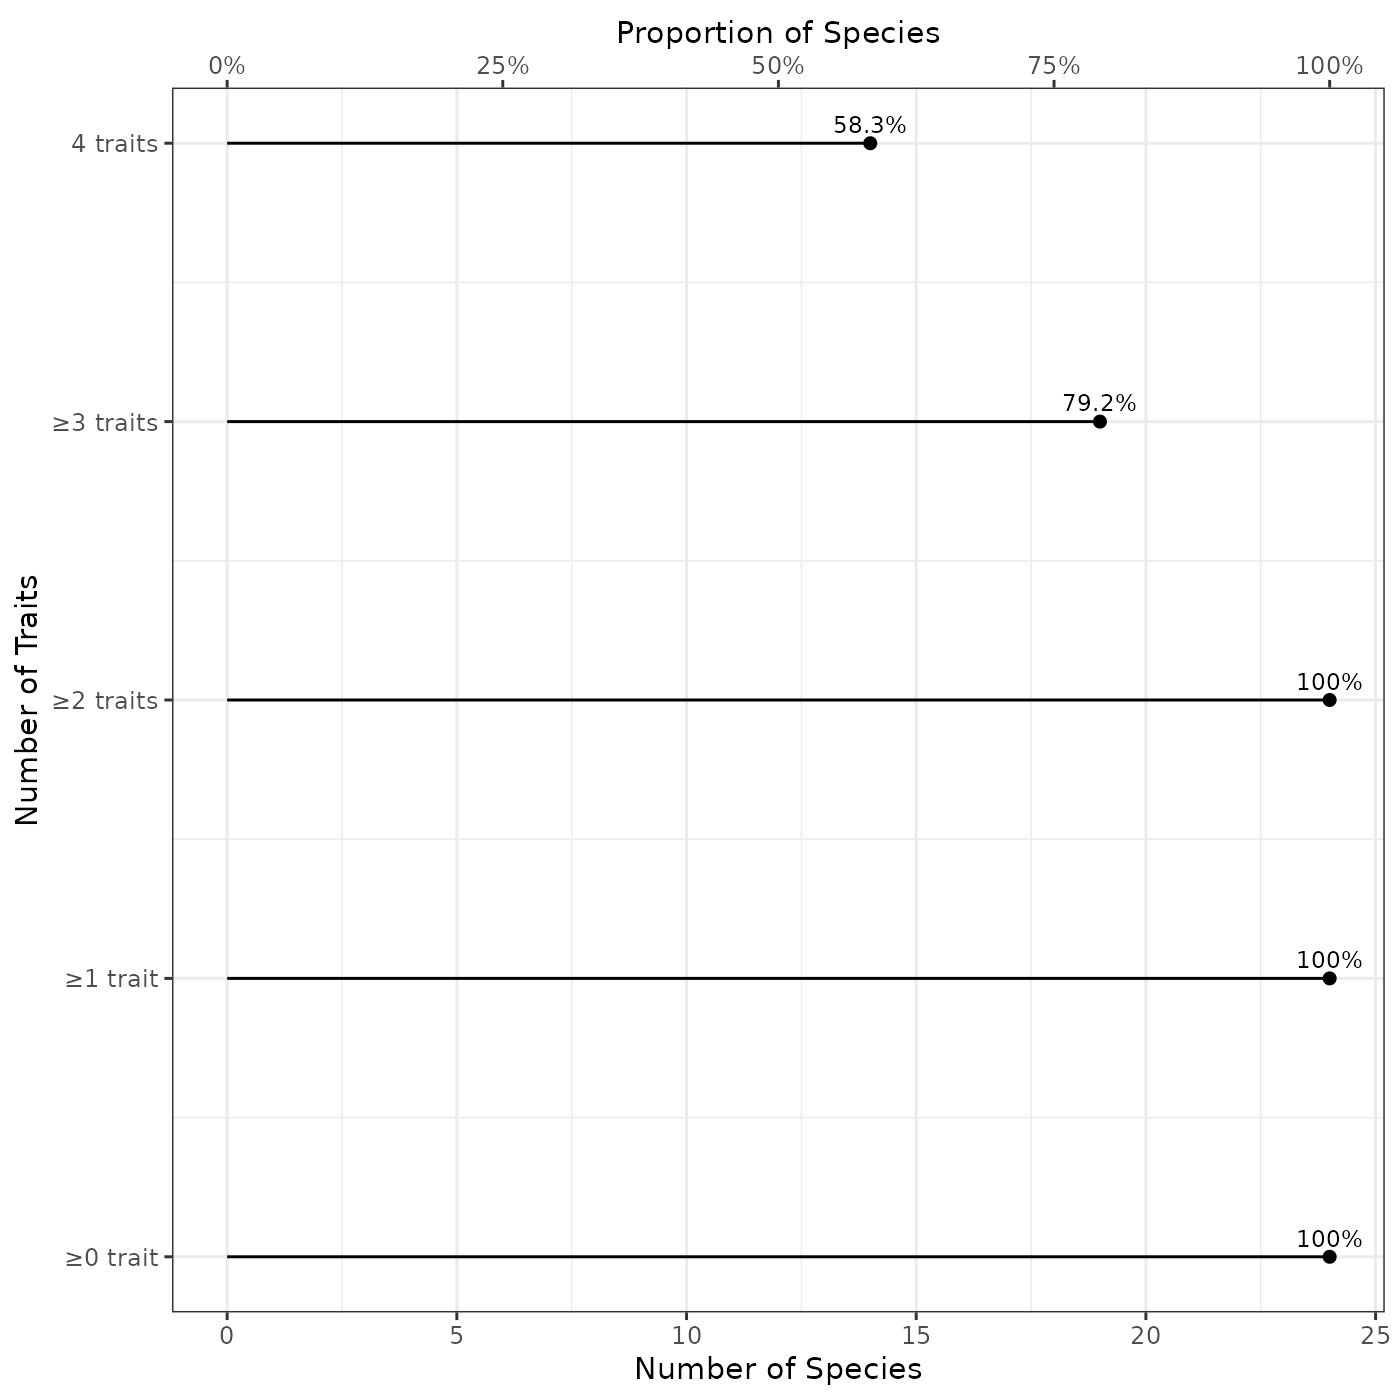 Proportion of Species
0% 25% 50% 75% 100%
58.3%
4 traits
79.2%
≥3 traits
100%
≥2 traits
100%
≥1 trait
100%
≥0 trait
Number of Traits
0 5 10 15 20 25
Number of Species